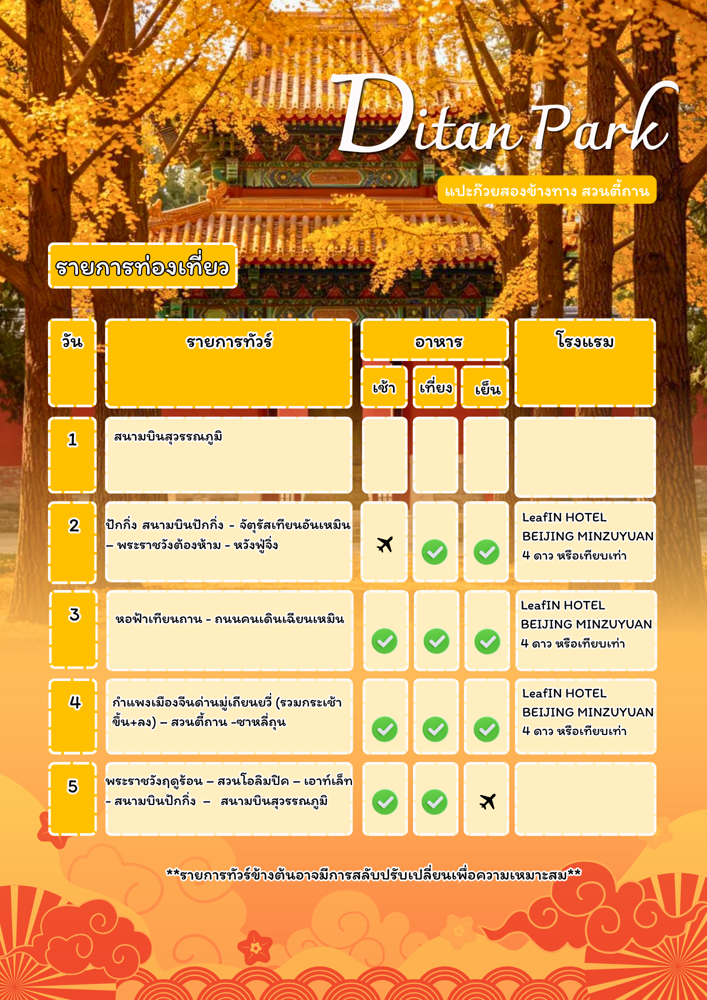 Ditan Park
แปะก๊วยสองข้างทาง สวนตี้ถาน
รายการท่องเที่ยว
วัน
รายการทัวร์
อาหาร
โรงแรม
เช้า
เที่ยง
เย็น
1
สนามบินสุวรรณภูมิ
2
ปักกิ่ง สนามบินปักกิ่ง - จัตุรัสเทียนอันเหมิน
– พระราชวังต้องห้าม - หวังฟู่จิ่ง
LeafIN HOTEL
BEIJING MINZUYUAN
4 ดาว หรือเทียบเท่า
3
หอฟ้าเทียนถาน - ถนนคนเดินเฉียนเหมิน
LeafIN HOTEL
BEIJING MINZUYUAN
4 ดาว หรือเทียบเท่า
4
กำแพงเมืองจีนด่านมู่เถียนยวี่ (รวมกระเช้า
ขึ้น+ลง) – สวนตี้ถาน -ซาหลี่ถุน
LeafIN HOTEL
BEIJING MINZUYUAN
4 ดาว หรือเทียบเท่า
5
พระราชวังฤดูร้อน – สวนโอลิมปิค – เอาท์เล็ท
- สนามบินปักกิ่ง – สนามบินสุวรรณภูมิ
**รายการทัวร์ข้างต้นอาจมีการสลับปรับเปลี่ยนเพื่อความเหมาะสม**